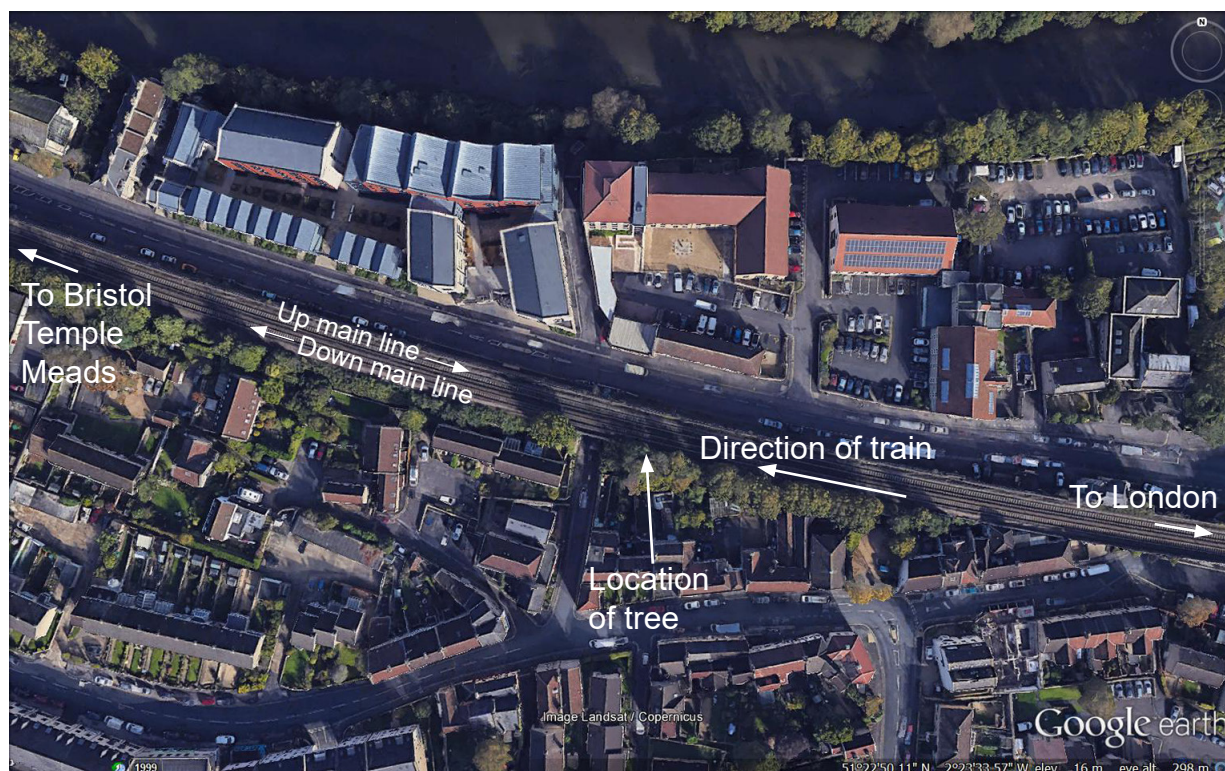 N
To Bristol
Temple
Meads
Up main line
Down main line
Direction of train
To London
Location
of tree
Image Landsat / Copernicus
Google earth
1999
51°22'50.11" N 2°23'33.57" W elev 16 m eye alt 298 m